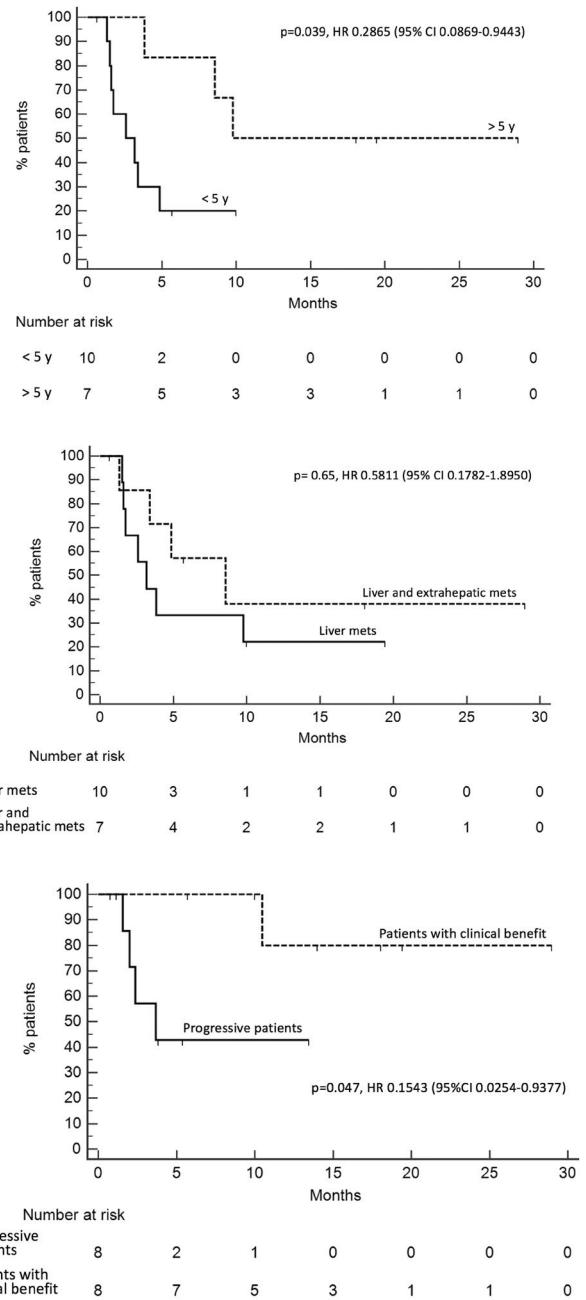 100
90
80
70
60
50
40
30
20
10
0
% patients
p=0.039, HR 0.2865 (95% CI 0.0869-0.9443)
> 5 y
< 5 y
0 5 10 15 20 25 30
Months
Number at risk
< 5 y 10 2 0 0 0 0 0
> 5 y 7 5 3 3 1 1 0
100
90
80
70
60
50
40
30
20
10
0
% patients
p= 0.65, HR 0.5811 (95% CI 0.1782-1.8950)
Liver and extrahepatic mets
Liver mets
0 5 10 15 20 25 30
Months
Number at risk
r mets 10 3 1 1 0 0 0
r and
ahepatic mets 7 4 2 2 1 1 0
100
90
80
70
60
50
40
30
20
10
0
% patients
Patients with clinical benefit
Progressive patients
p=0.047, HR 0.1543 (95%CI 0.0254-0.9377)
0 5 10 15 20 25 30
Months
Number at risk
essive
nts 8 2 1 0 0 0 0
nts with
al benefit 8 7 5 3 1 1 0